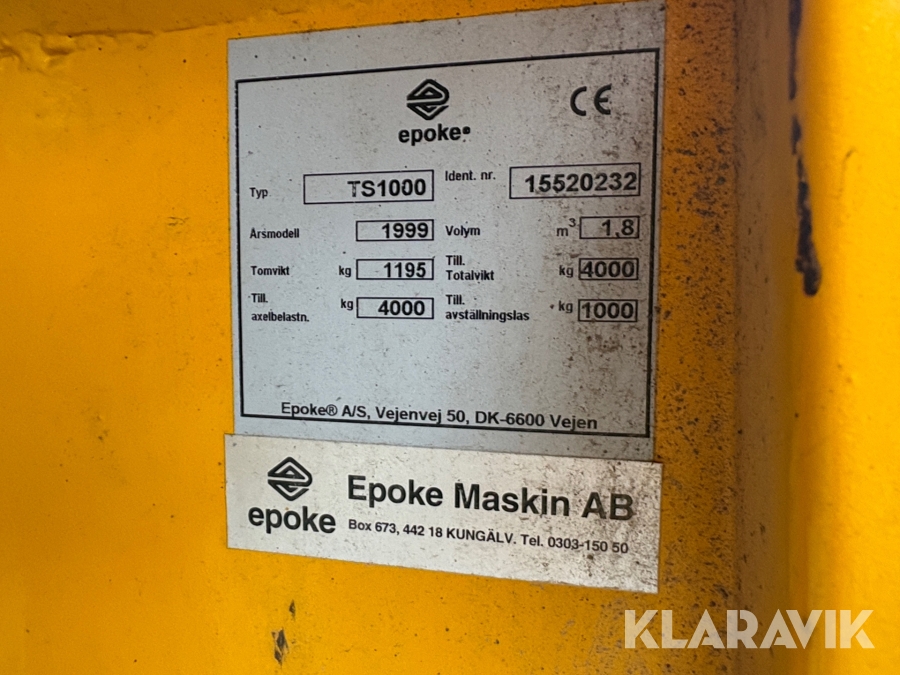 epoke®
CE
Typ TS1000 Ident. nr. 15520232
Årsmodell 1999 Volym m³ 1,8
Tomvikt kg 1195 Till. Totalvikt kg 4000
Till. axelbelastn. kg 4000 Till. avställningslas kg 1000
Epoke® A/S, Vejenvej 50, DK-6600 Vejen
epoke
Epoke Maskin AB
Box 673, 442 18 KUNGÄLV. Tel. 0303-150 50
KLARAVIK